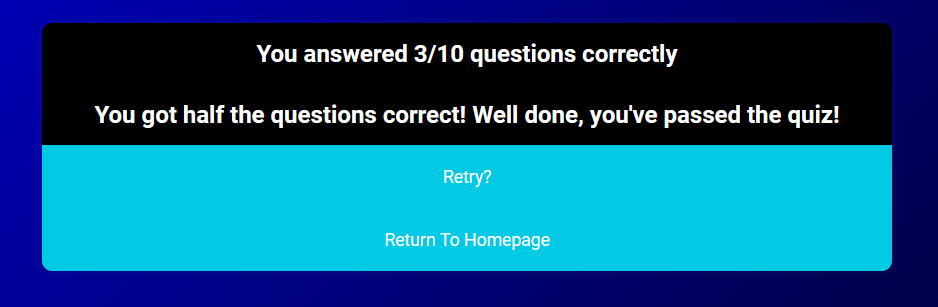 You answered 3/10 questions correctly
You got half the questions correct! Well done, you've passed the quiz!
Retry?
Return To Homepage